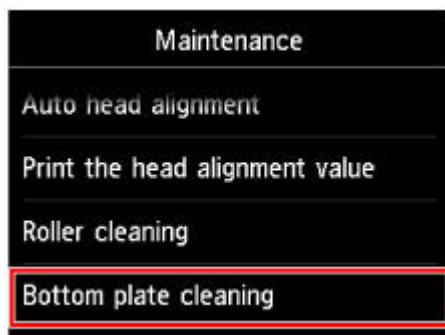 Maintenance
Auto head alignment
Print the head alignment value
Roller cleaning
Bottom plate cleaning